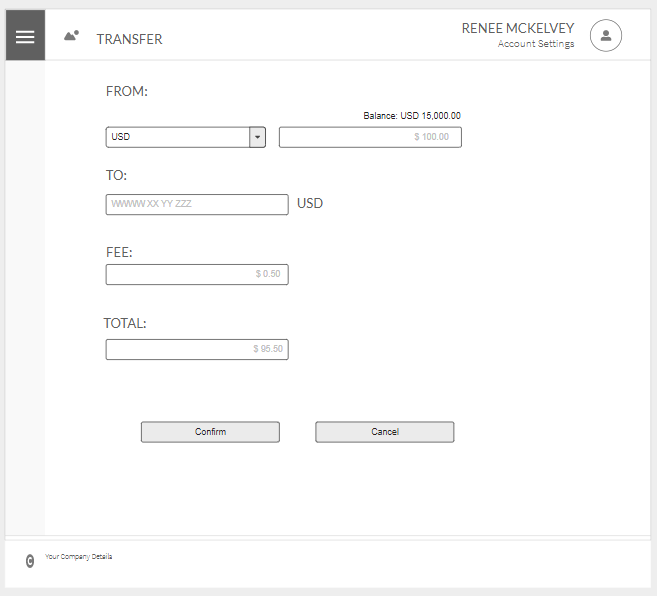 TRANSFER
RENEE MCKELVEY
Account Settings
FROM:
Balance: USD 15,000.00
USD
$ 100.00
TO:
WWWW XX YY ZZZ
USD
FEE:
$ 0.50
TOTAL:
$ 95.50
Confirm
Cancel
C
Your Company Details